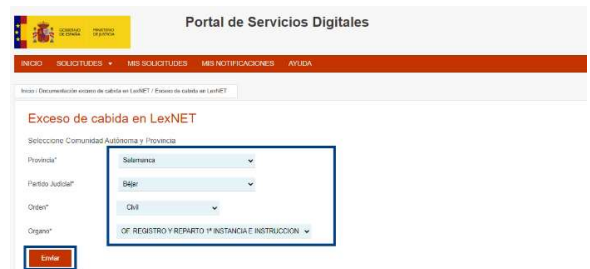 Portal de Servicios Digitales
GOBIERNO DE ESPAÑA
MINISTERIO DE JUSTICIA
INICIO SOLICITUDES MIS SOLICITUDES MIS NOTIFICACIONES AYUDA
Inicio / Documentación exceso de cabida en LexNET / Exceso de cabida en LexNET
Exceso de cabida en LexNET
Seleccione Comunidad Autónoma y Provincia
Provincia* Salamanca
Partido Judicial* Béjar
Orden* Civil
Organo* OF. REGISTRO Y REPARTO 1ª INSTANCIA E INSTRUCCION
Enviar